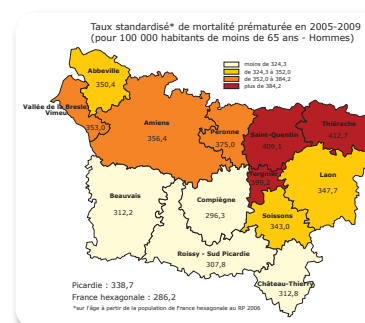 Taux standardisé* de mortalité prématurée en 2005-2009
(pour 100 000 habitants de moins de 65 ans - Hommes)
moins de 324,3
de 324,3 à 352,0
de 352,0 à 384,2
plus de 384,2
Abbeville
350,4
Vallée de la Bresle
Vimeu
353,0
Amiens
356,4
Péronne
375,0
Saint-Quentin
409,1
Thiérache
412,7
Tergnier
399,2
Laon
347,7
Beauvais
312,2
Compiègne
296,3
Soissons
343,0
Roissy - Sud Picardie
307,8
Château-Thierry
312,8
Picardie : 338,7
France hexagonale : 286,2
*sur l'âge à partir de la population de France hexagonale au RP 2006